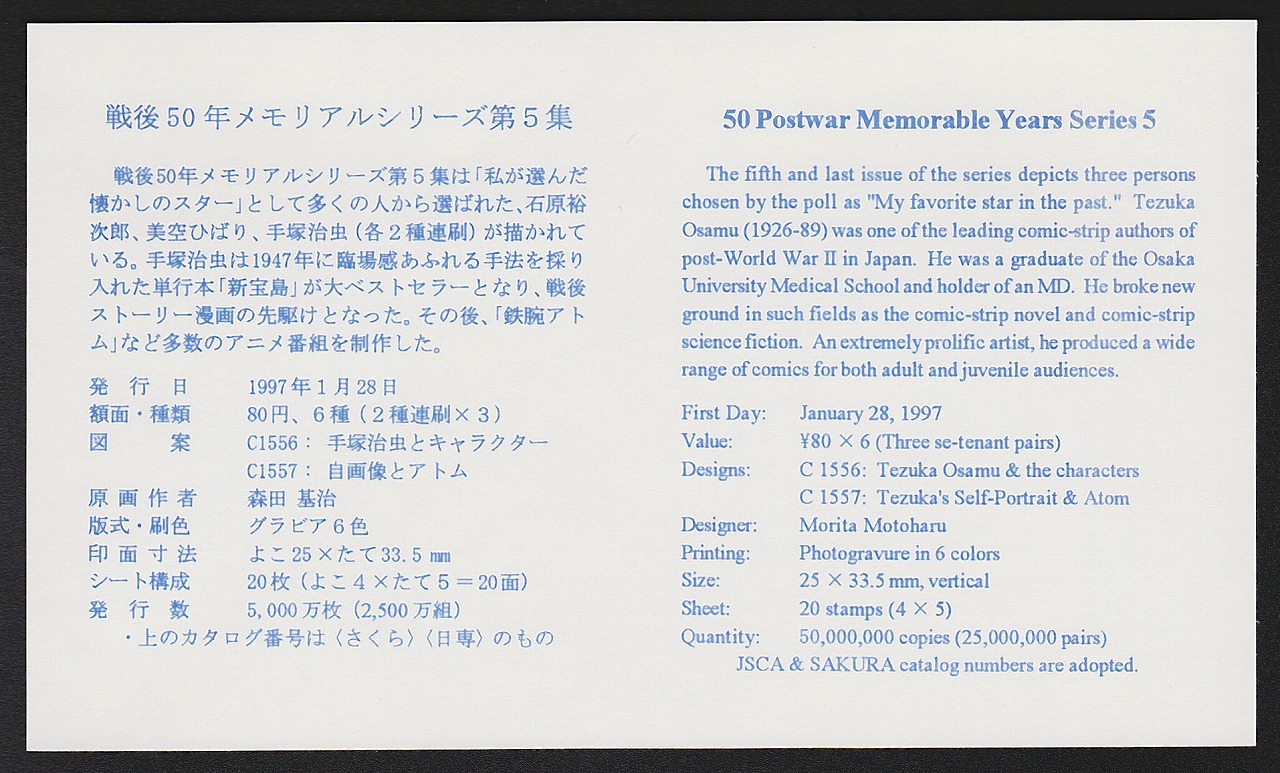 戦後50年メモリアルシリーズ第５集
戦後50年メモリアルシリーズ第５集は「私が選んだ
懐かしのスター」として多くの人から選ばれた、石原裕
次郎、美空ひばり、手塚治虫（各２種連刷）が描かれて
いる。手塚治虫は1947年に臨場感あふれる手法を採り
入れた単行本「新宝島」が大ベストセラーとなり、戦後
ストーリー漫画の先駆けとなった。その後、「鉄腕アト
ム」など多数のアニメ番組を制作した。
発行日 1997年１月28日
額面・種類 80円、６種（２種連刷×３）
図案 C1556： 手塚治虫とキャラクター
C1557： 自画像とアトム
原画作者 森田 基治
版式・刷色 グラビア６色
印面寸法 よこ25×たて33.5 ㎜
シート構成 20枚（よこ４×たて５＝20面）
発行数 5,000万枚（2,500万組）
・上のカタログ番号は〈さくら〉〈日専〉のもの
50 Postwar Memorable Years Series 5
The fifth and last issue of the series depicts three persons
chosen by the poll as "My favorite star in the past." Tezuka
Osamu (1926-89) was one of the leading comic-strip authors of
post-World War II in Japan. He was a graduate of the Osaka
University Medical School and holder of an MD. He broke new
ground in such fields as the comic-strip novel and comic-strip
science fiction. An extremely prolific artist, he produced a wide
range of comics for both adult and juvenile audiences.
First Day: January 28, 1997
Value: ¥80 × 6 (Three se-tenant pairs)
Designs: C 1556: Tezuka Osamu & the characters
C 1557: Tezuka's Self-Portrait & Atom
Designer: Morita Motoharu
Printing: Photogravure in 6 colors
Size: 25 × 33.5 mm, vertical
Sheet: 20 stamps (4 × 5)
Quantity: 50,000,000 copies (25,000,000 pairs)
JSCA & SAKURA catalog numbers are adopted.